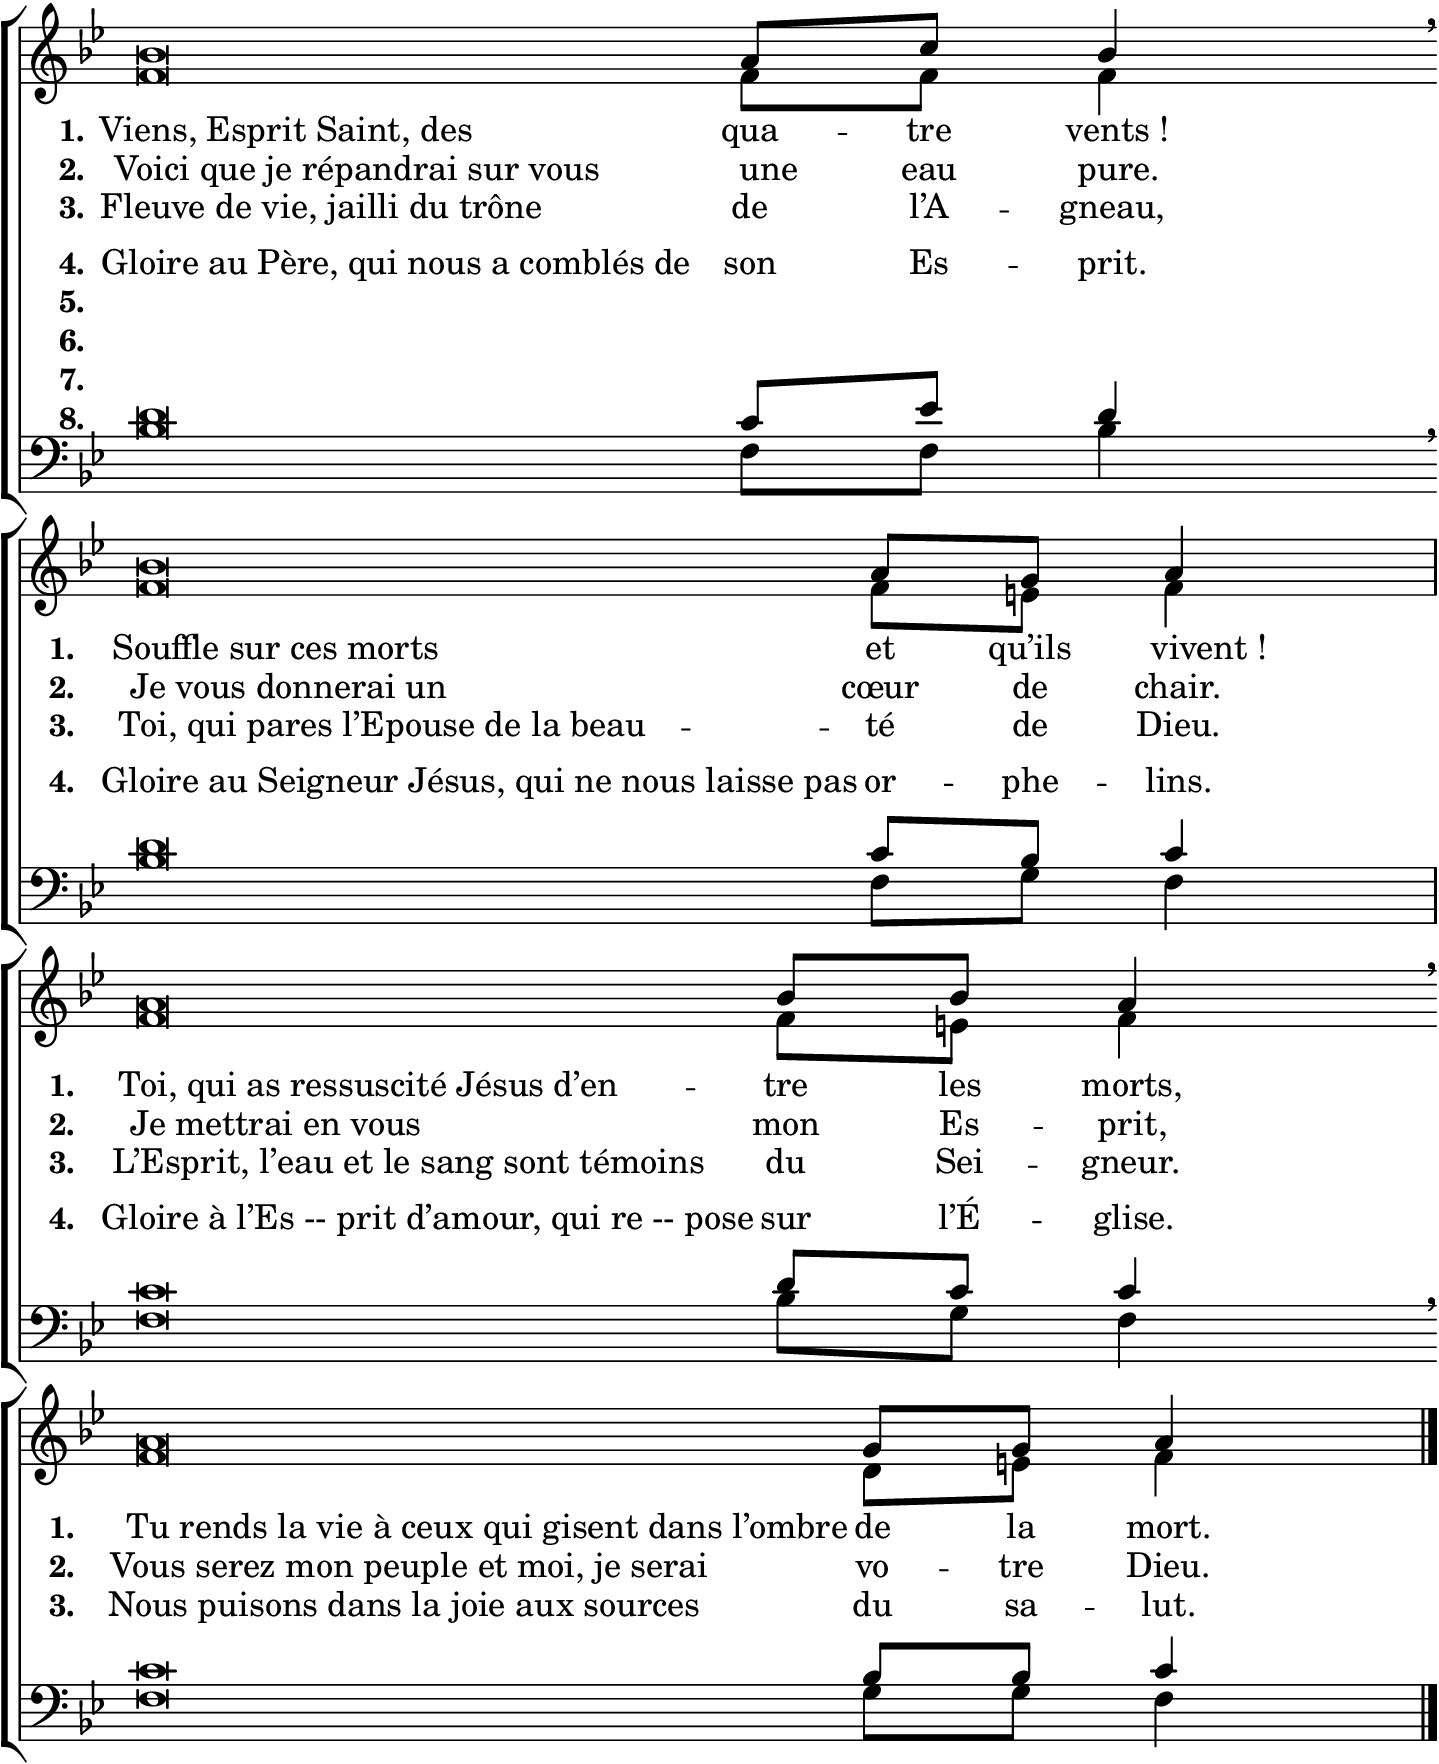 1. Viens, Esprit Saint, des qua - tre vents !
2. Voici que je répandrai sur vous une eau pure.
3. Fleuve de vie, jailli du trône de l’A - gneau,
4. Gloire au Père, qui nous a comblés de son Es - prit.
5.
6.
7.
8.
1. Souffle sur ces morts et qu’ils vivent !
2. Je vous donnerai un cœur de chair.
3. Toi, qui pares l’Epouse de la beau - - té de Dieu.
4. Gloire au Seigneur Jésus, qui ne nous laisse pas or - phe - lins.
1. Toi, qui as ressuscité Jésus d’en - tre les morts,
2. Je mettrai en vous mon Es - prit,
3. L’Esprit, l’eau et le sang sont témoins du Sei - gneur.
4. Gloire à l’Es -- prit d’amour, qui re -- pose sur l’É - glise.
1. Tu rends la vie à ceux qui gisent dans l’ombre de la mort.
2. Vous serez mon peuple et moi, je serai vo - tre Dieu.
3. Nous puisons dans la joie aux sources du sa - lut.